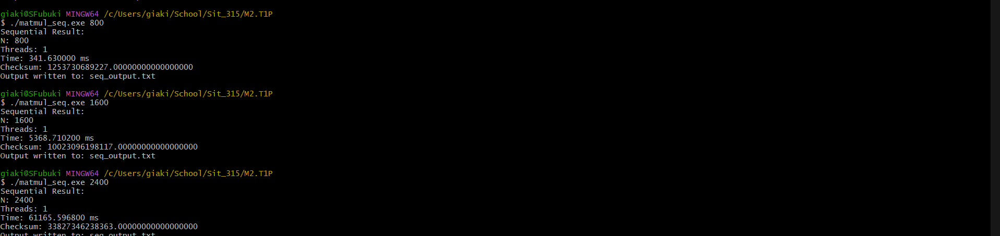 giaki@SFubuki MINGW64 /c/Users/giaki/School/Sit_315/M2.T1P
$ ./matmul_seq.exe 800
Sequential Result:
N: 800
Threads: 1
Time: 341.630000 ms
Checksum: 1253730689227.00000000000000000
Output written to: seq_output.txt
giaki@SFubuki MINGW64 /c/Users/giaki/School/Sit_315/M2.T1P
$ ./matmul_seq.exe 1600
Sequential Result:
N: 1600
Threads: 1
Time: 5368.710200 ms
Checksum: 10023096198117.00000000000000000
Output written to: seq_output.txt
giaki@SFubuki MINGW64 /c/Users/giaki/School/Sit_315/M2.T1P
$ ./matmul_seq.exe 2400
Sequential Result:
N: 2400
Threads: 1
Time: 61165.596800 ms
Checksum: 33827346238363.00000000000000000
Output written to: seq_output.txt